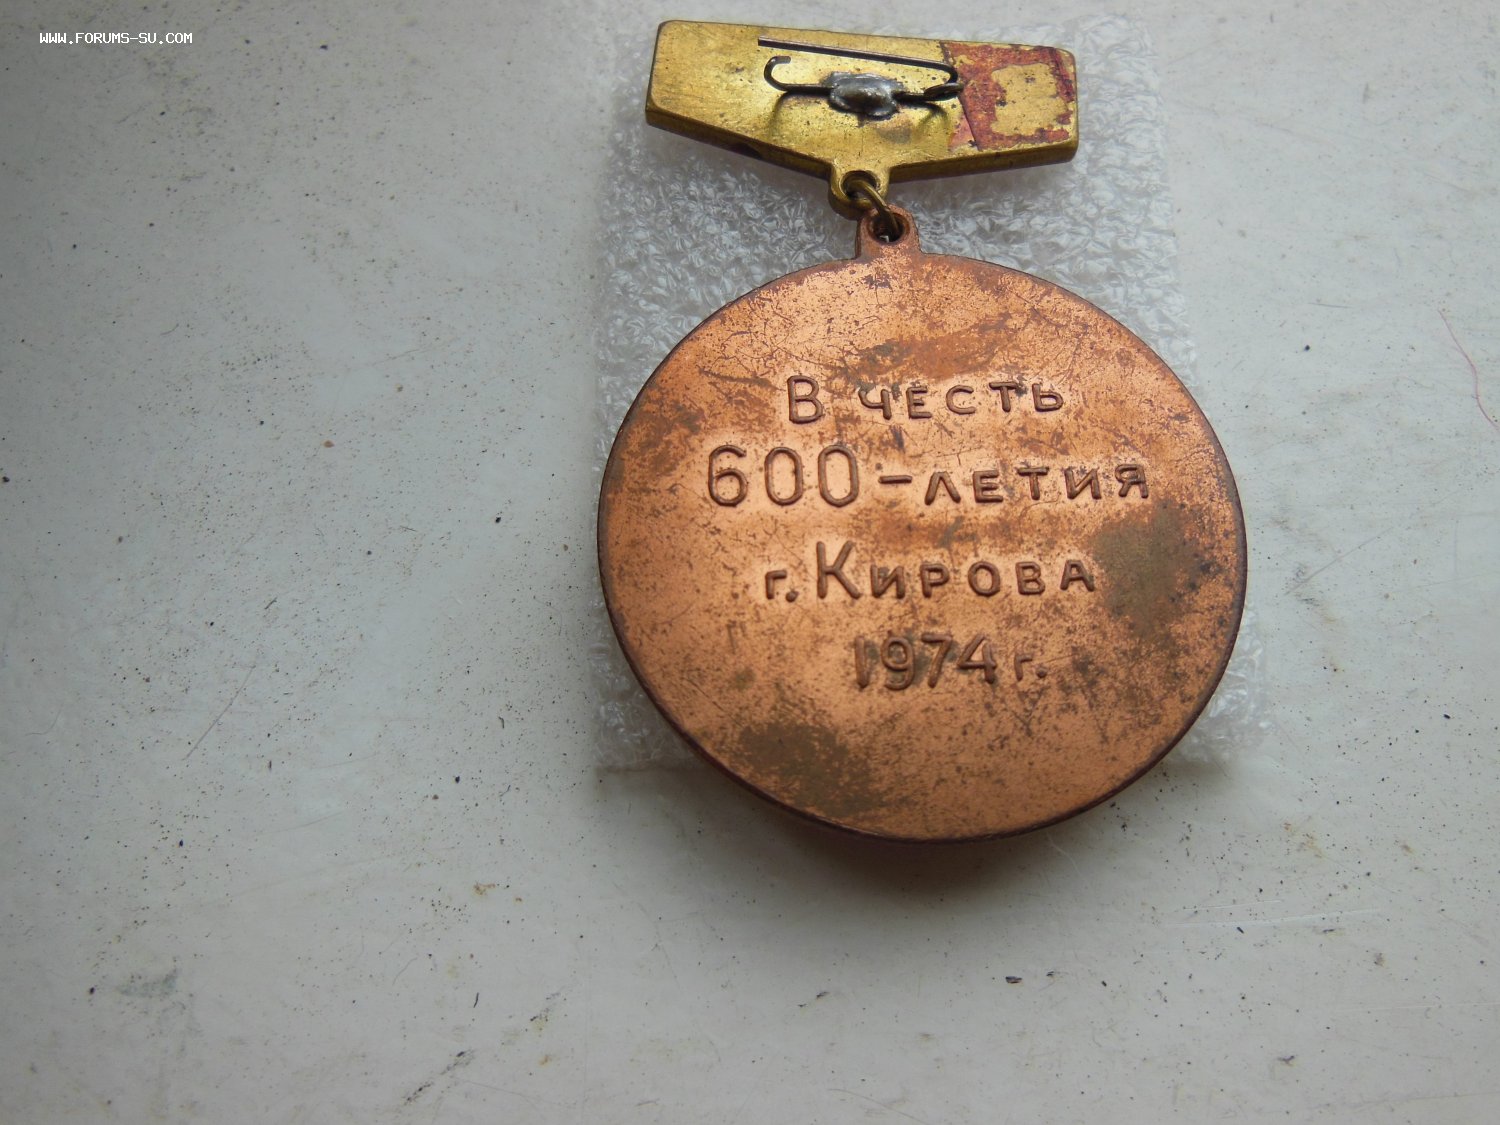 WWW.FORUMS-SU.COM
В ЧЕСТЬ
600-ЛЕТИЯ
г. КИРОВА
1974 г.